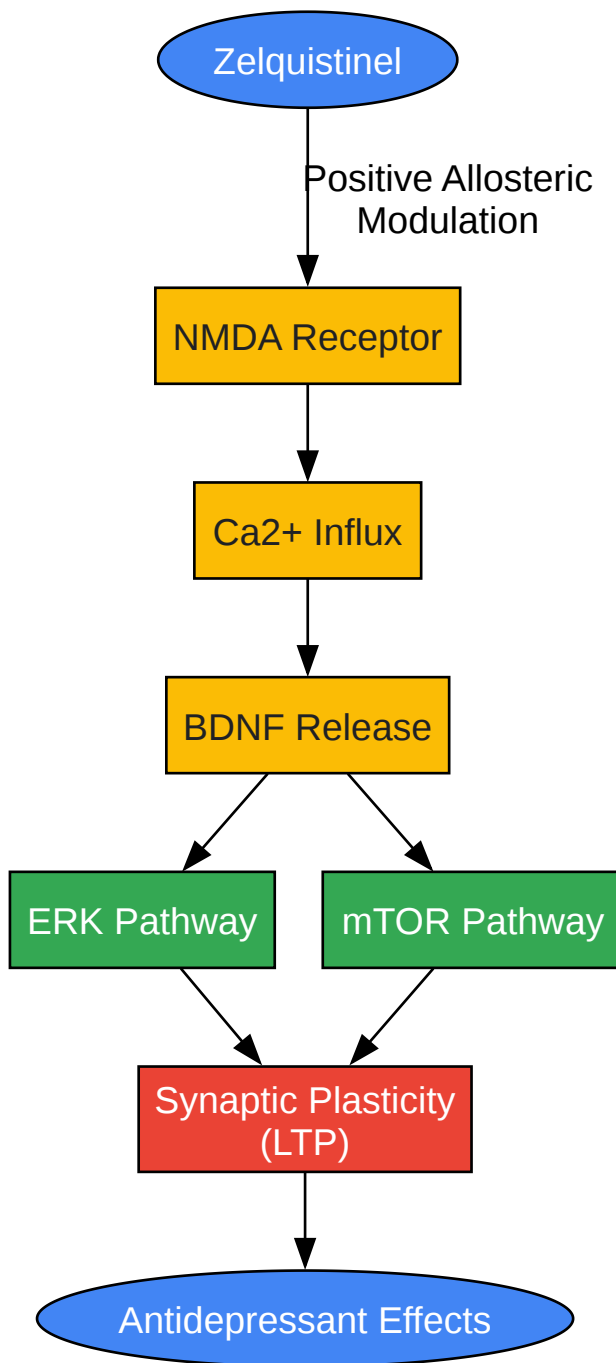 Zelquistinel
Positive Allosteric
Modulation
NMDA Receptor
Ca2+ Influx
BDNF Release
ERK Pathway
mTOR Pathway
Synaptic Plasticity
(LTP)
Antidepressant Effects